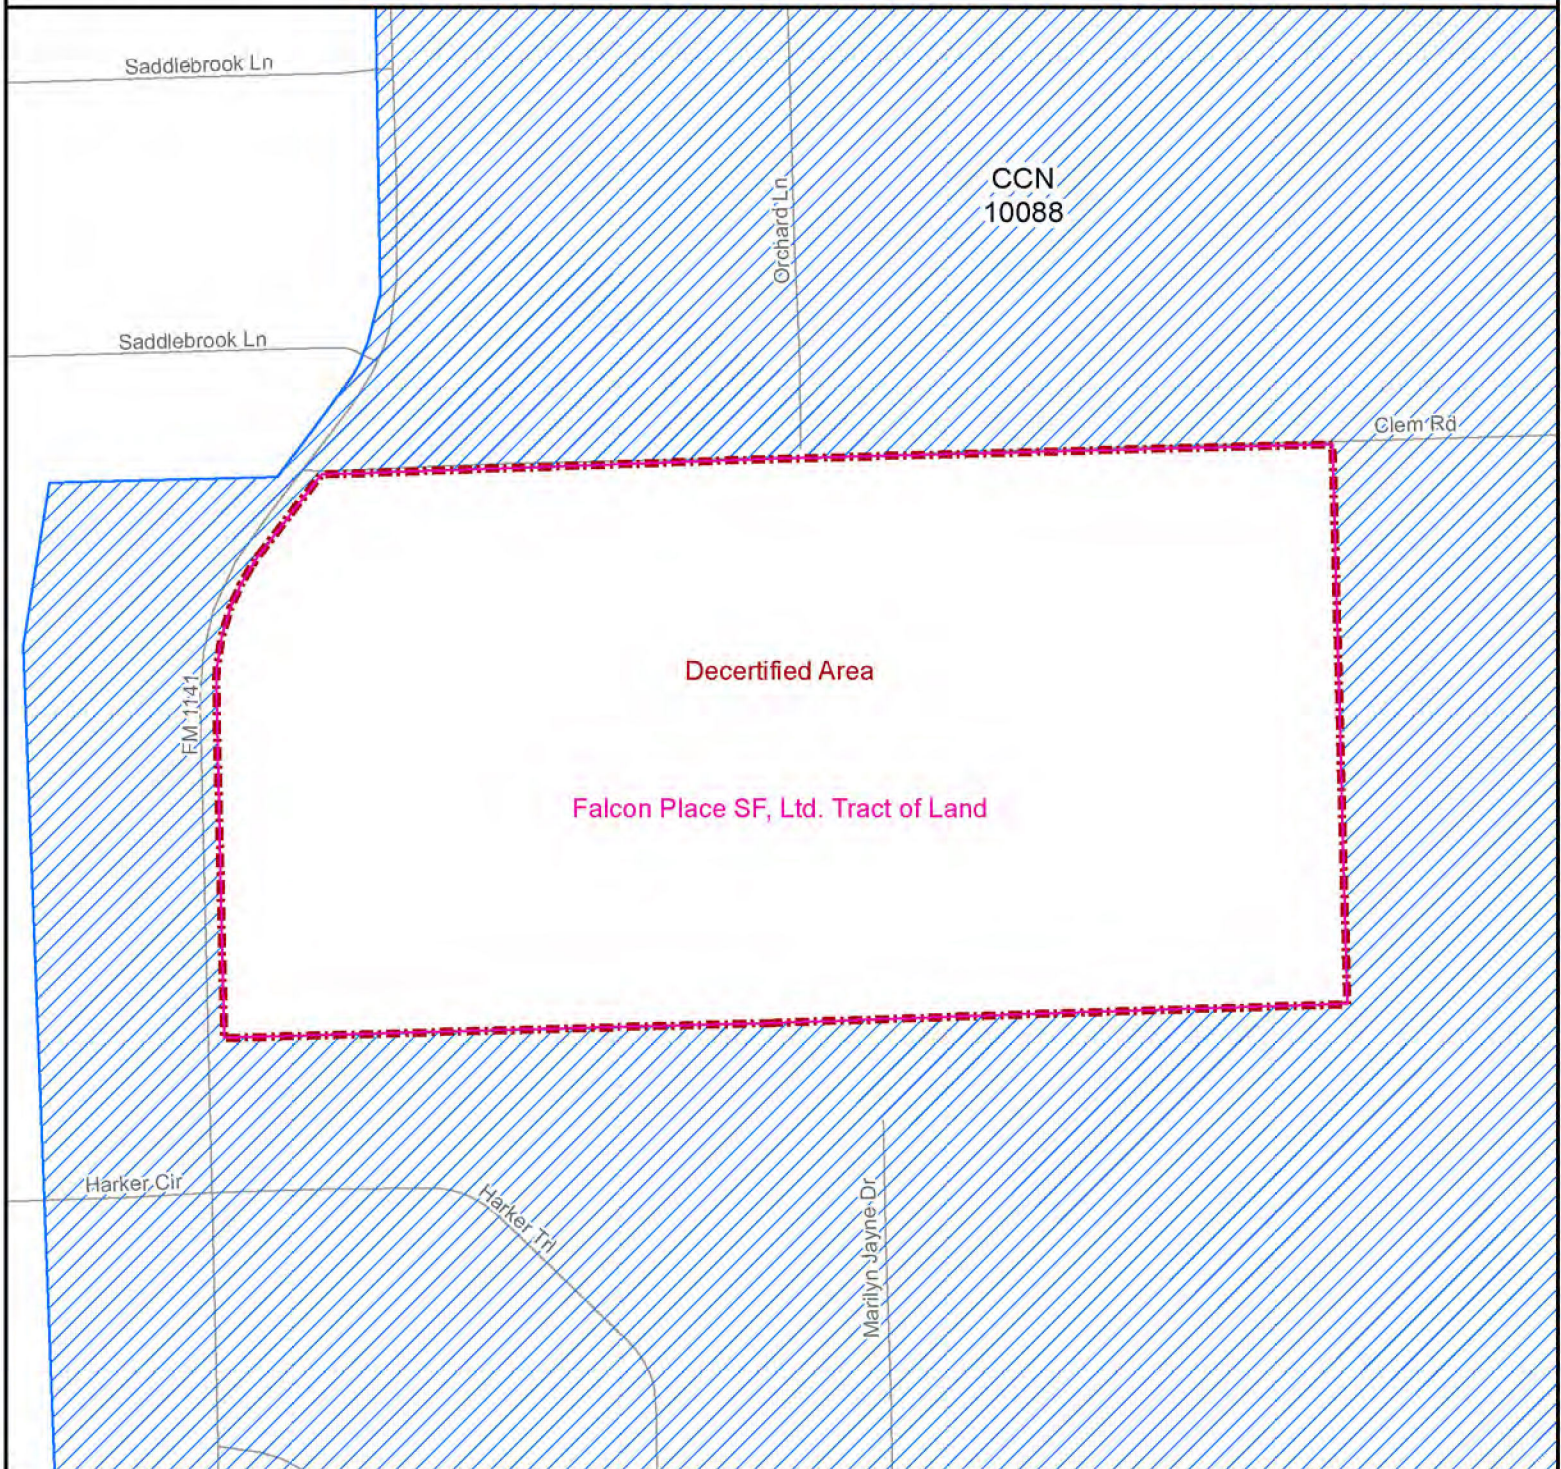 Saddlebrook Ln
CCN
10088
Orchard Ln
Saddlebrook Ln
Clem Rd
Decertified Area
FM 1141
Falcon Place SF, Ltd. Tract of Land
Harker Cir
Harker Trl
Marilyn Jayne Dr